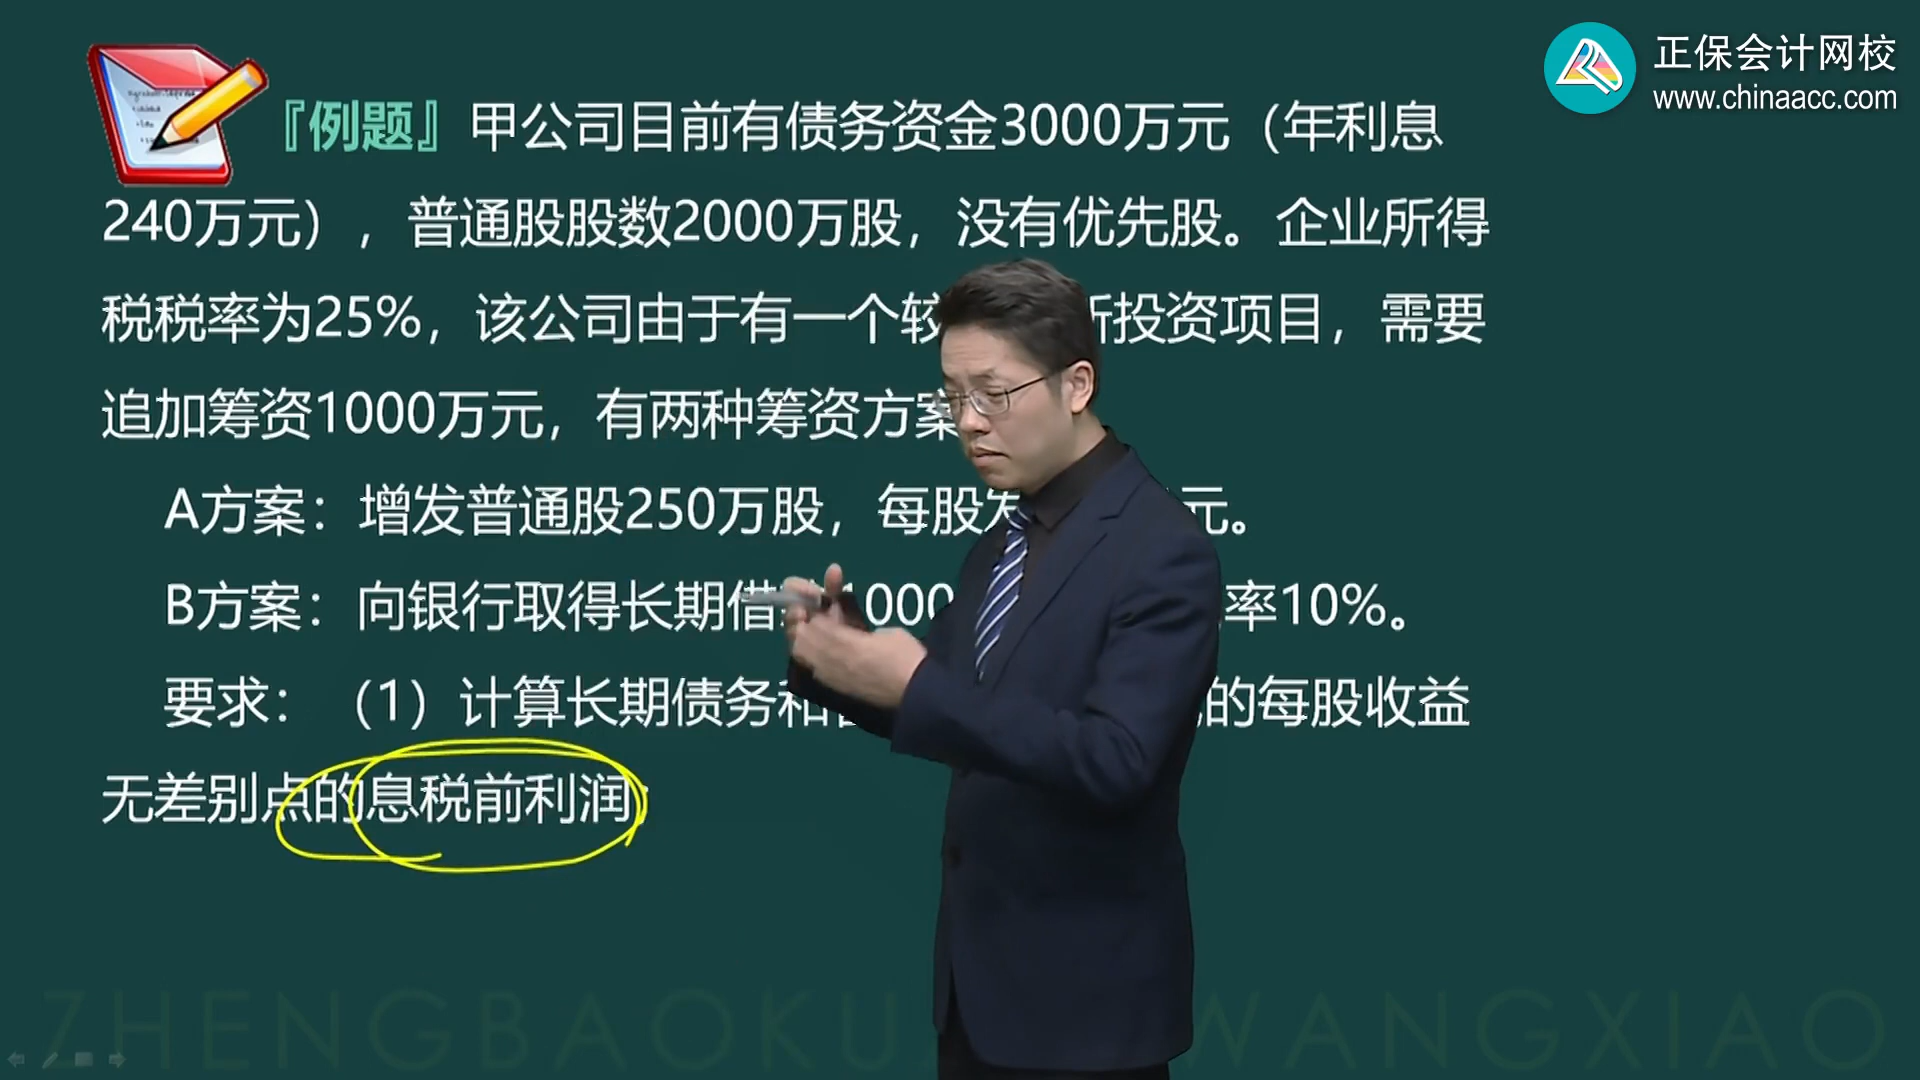 正保会计网校
www.chinaacc.com
『例题』甲公司目前有债务资金3000万元（年利息
240万元），普通股股数2000万股，没有优先股。企业所得
税税率为25%，该公司由于有一个较 新投资项目，需要
追加筹资1000万元，有两种筹资方案
A方案：增发普通股250万股，每股发 元。
B方案：向银行取得长期借 1000 率10%。
要求：（1）计算长期债务和 的每股收益
无差别点的息税前利润；
ZHENGBAOKU WANGXIAO